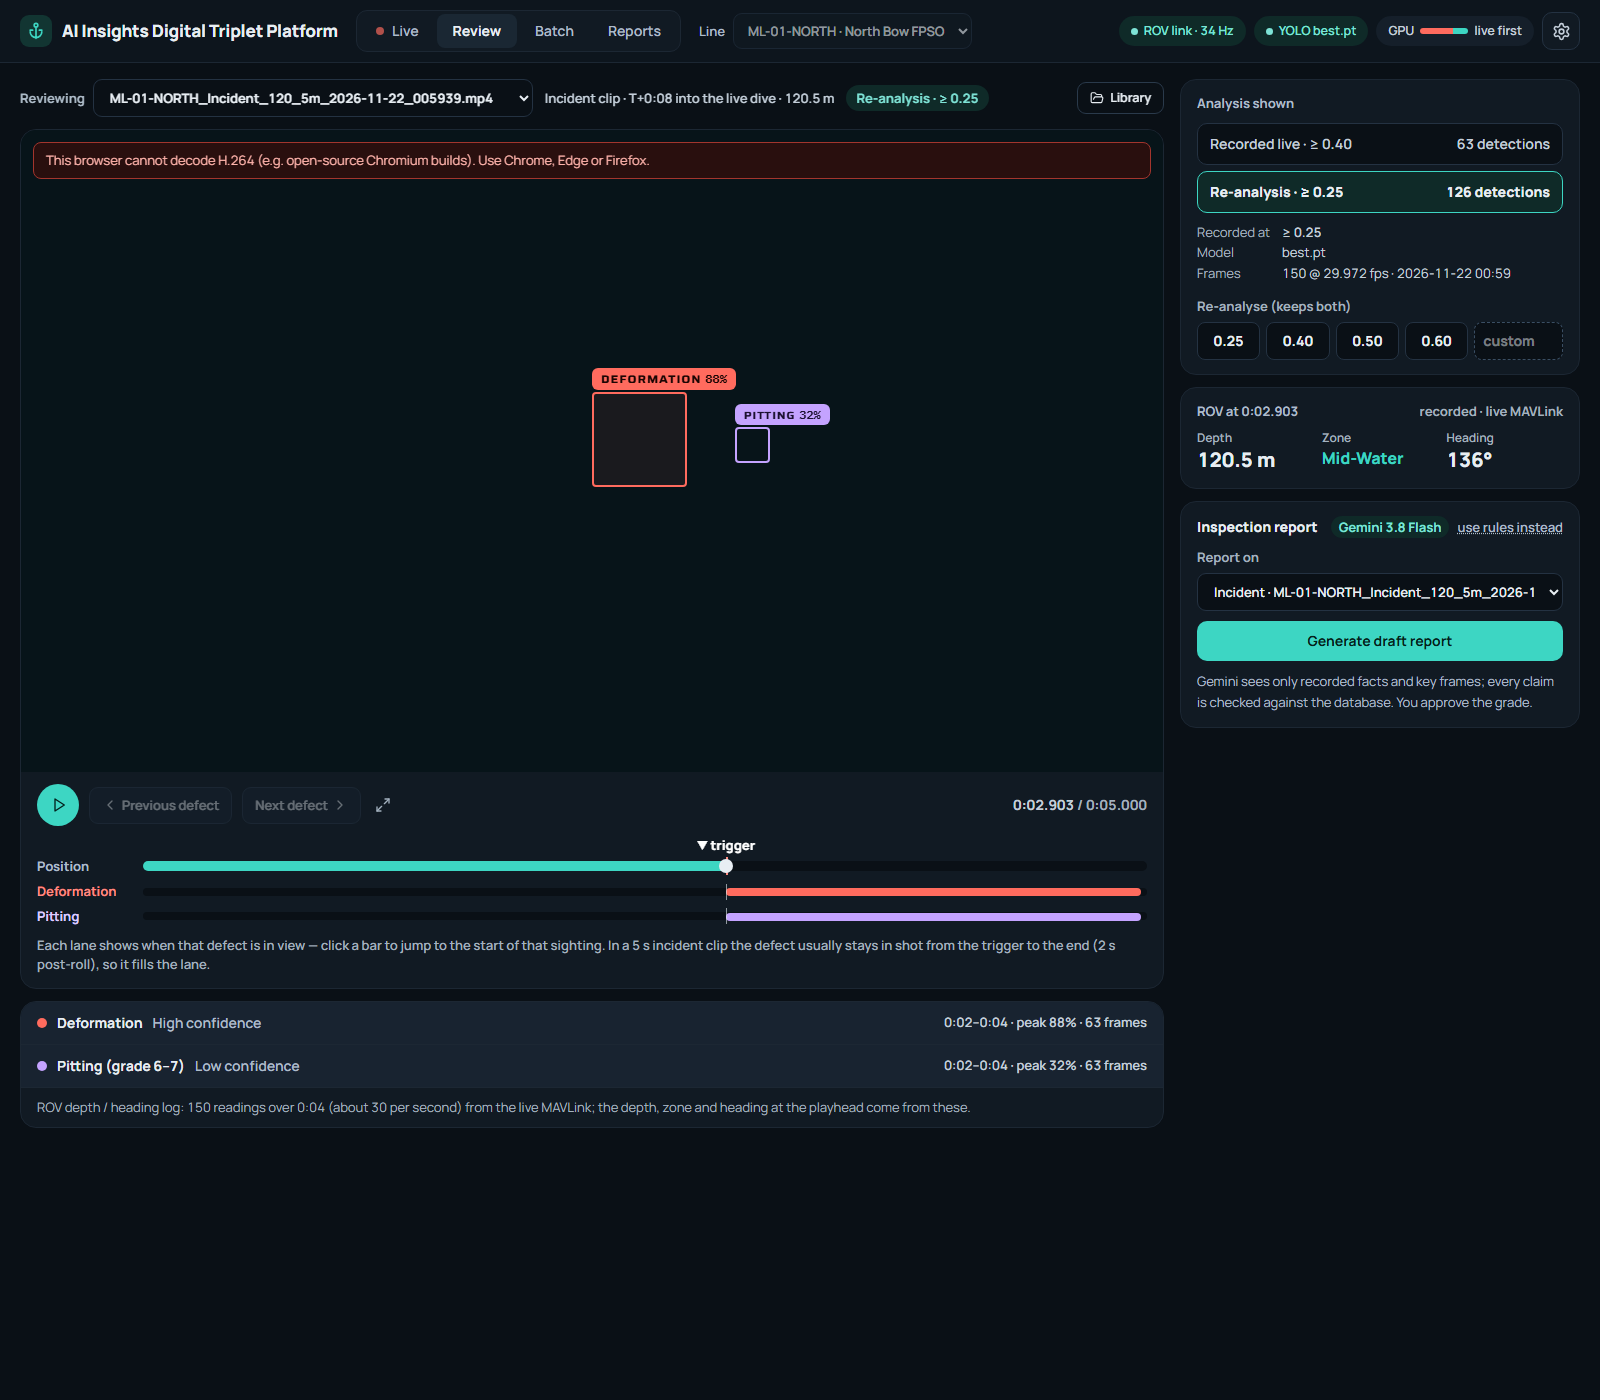 AI Insights Digital Triplet Platform
Live
Review
Batch
Reports
Line
ML-01-NORTH · North Bow FPSO
ROV link · 34 Hz
YOLO best.pt
GPU
live first
Reviewing
ML-01-NORTH_Incident_120_5m_2026-11-22_005939.mp4
Incident clip · T+0:08 into the live dive · 120.5 m
Re-analysis · ≥ 0.25
Library
This browser cannot decode H.264 (e.g. open-source Chromium builds). Use Chrome, Edge or Firefox.
DEFORMATION 88%
PITTING 32%
Previous defect
Next defect
0:02.903 / 0:05.000
▼ trigger
Position
Deformation
Pitting
Each lane shows when that defect is in view — click a bar to jump to the start of that sighting. In a 5 s incident clip the defect usually stays in shot from the trigger to the end (2 s
post-roll), so it fills the lane.
Deformation High confidence
0:02–0:04 · peak 88% · 63 frames
Pitting (grade 6–7) Low confidence
0:02–0:04 · peak 32% · 63 frames
ROV depth / heading log: 150 readings over 0:04 (about 30 per second) from the live MAVLink; the depth, zone and heading at the playhead come from these.
Analysis shown
Recorded live · ≥ 0.40
63 detections
Re-analysis · ≥ 0.25
126 detections
Recorded at ≥ 0.25
Model best.pt
Frames 150 @ 29.972 fps · 2026-11-22 00:59
Re-analyse (keeps both)
0.25
0.40
0.50
0.60
custom
ROV at 0:02.903
recorded · live MAVLink
Depth
Zone
Heading
120.5 m
Mid-Water
136°
Inspection report
Gemini 3.8 Flash
use rules instead
Report on
Incident · ML-01-NORTH_Incident_120_5m_2026-1
Generate draft report
Gemini sees only recorded facts and key frames; every claim
is checked against the database. You approve the grade.